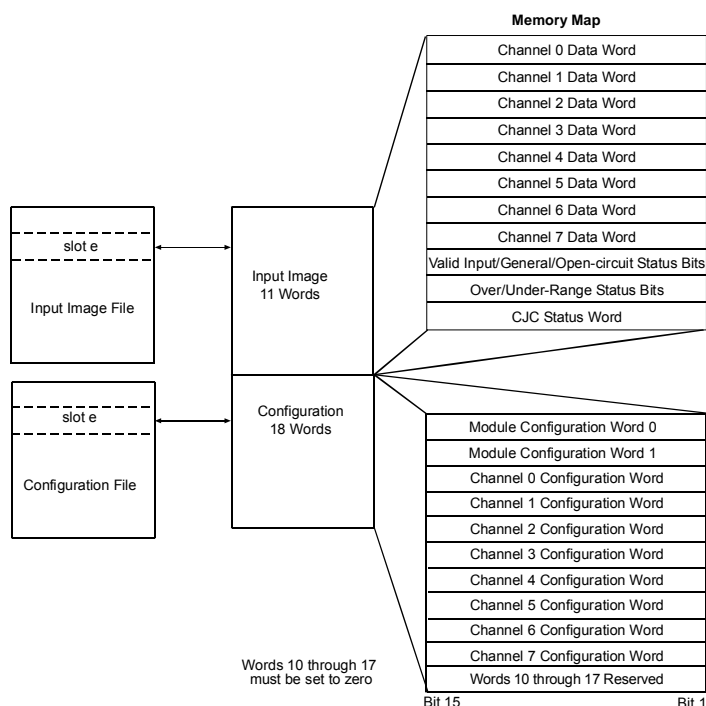 Memory Map
Channel 0 Data Word
Channel 1 Data Word
Channel 2 Data Word
Channel 3 Data Word
Channel 4 Data Word
Channel 5 Data Word
Channel 6 Data Word
Channel 7 Data Word
Valid Input/General/Open-circuit Status Bits
Over/Under-Range Status Bits
CJC Status Word
slot e
Input Image File
Input Image
11 Words
slot e
Configuration File
Configuration
18 Words
Module Configuration Word 0
Module Configuration Word 1
Channel 0 Configuration Word
Channel 1 Configuration Word
Channel 2 Configuration Word
Channel 3 Configuration Word
Channel 4 Configuration Word
Channel 5 Configuration Word
Channel 6 Configuration Word
Channel 7 Configuration Word
Words 10 through 17 Reserved
Words 10 through 17
must be set to zero
Bit 15
Bit 1